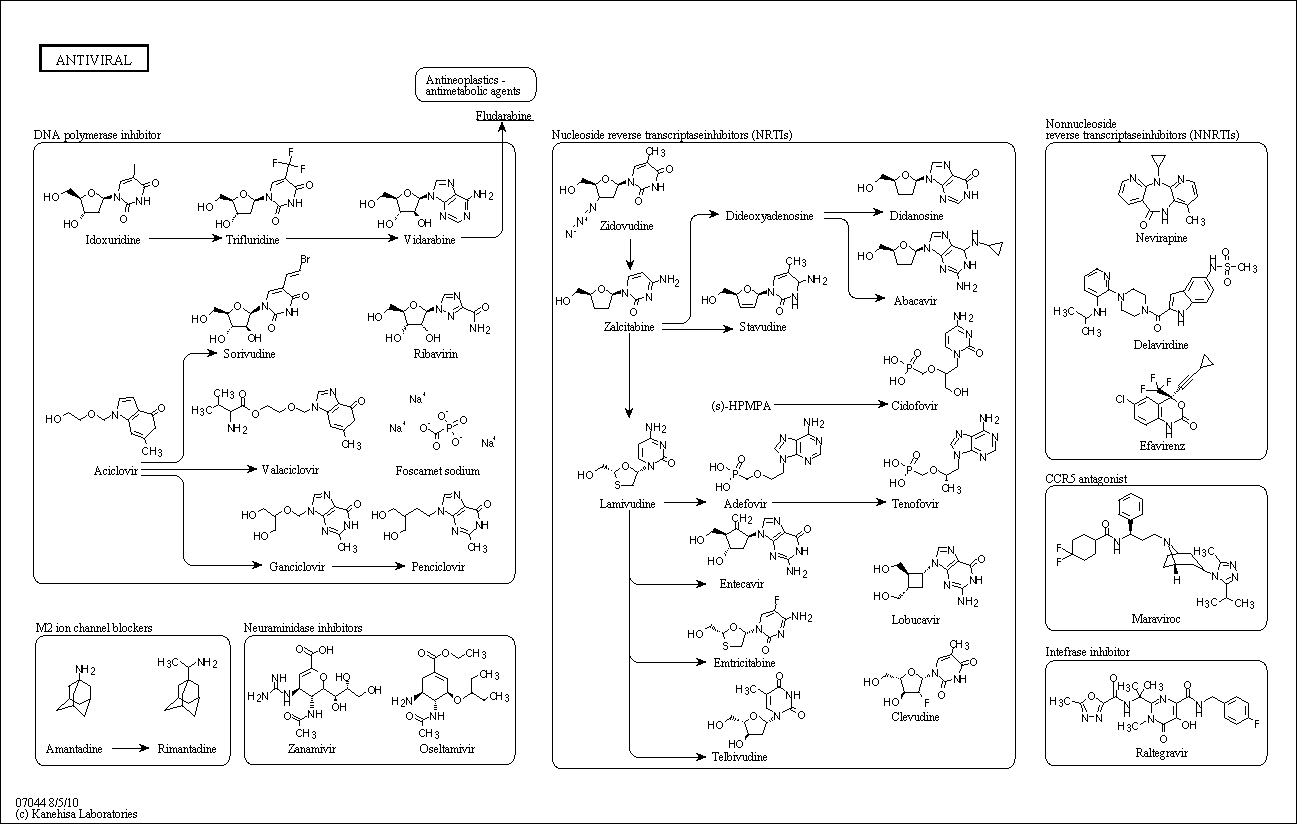 ANTIVIRAL
Antineoplastics -
antimetabolic agents
Fludarabine
DNA polymerase inhibitor
Idoxuridine
Trifluridine
Vidarabine
Sorivudine
Ribavirin
Aciclovir
Valaciclovir
Foscarnet sodium
Ganciclovir
Penciclovir
M2 ion channel blockers
Amantadine
Rimantadine
Neuraminidase inhibitors
Zanamivir
Oseltamivir
Nucleoside reverse transcriptaseinhibitors (NRTIs)
Zidovudine
Dideoxyadenosine
Didanosine
Abacavir
Zalcitabine
Stavudine
(s)-HPMPA
Cidofovir
Lamivudine
Adefovir
Tenofovir
Entecavir
Lobucavir
Emtricitabine
Clevudine
Telbivudine
Nonnucleoside
reverse transcriptaseinhibitors (NNRTIs)
Nevirapine
Delavirdine
Efavirenz
CCR5 antagonist
Maraviroc
Intefrase inhibitor
Raltegravir
07044 8/5/10
(c) Kanehisa Laboratories